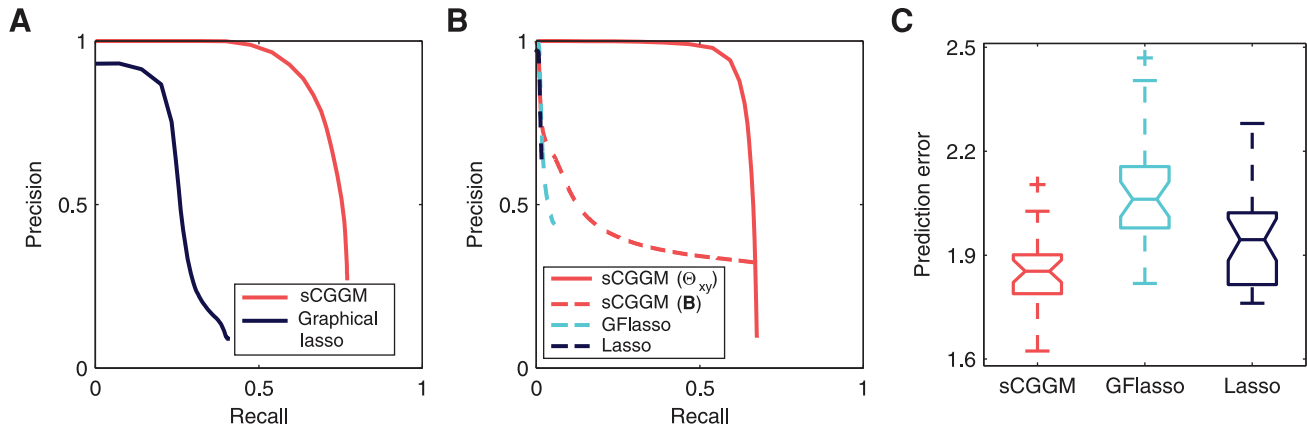 A
Precision
1
0.5
0
0
0.5
1
Recall
sCGGM
Graphical
lasso
B
Precision
1
0.5
0
0
0.5
1
Recall
sCGGM (Θxy)
sCGGM (B)
GFlasso
Lasso
C
Prediction error
2.5
2.2
1.9
1.6
sCGGM
GFlasso
Lasso